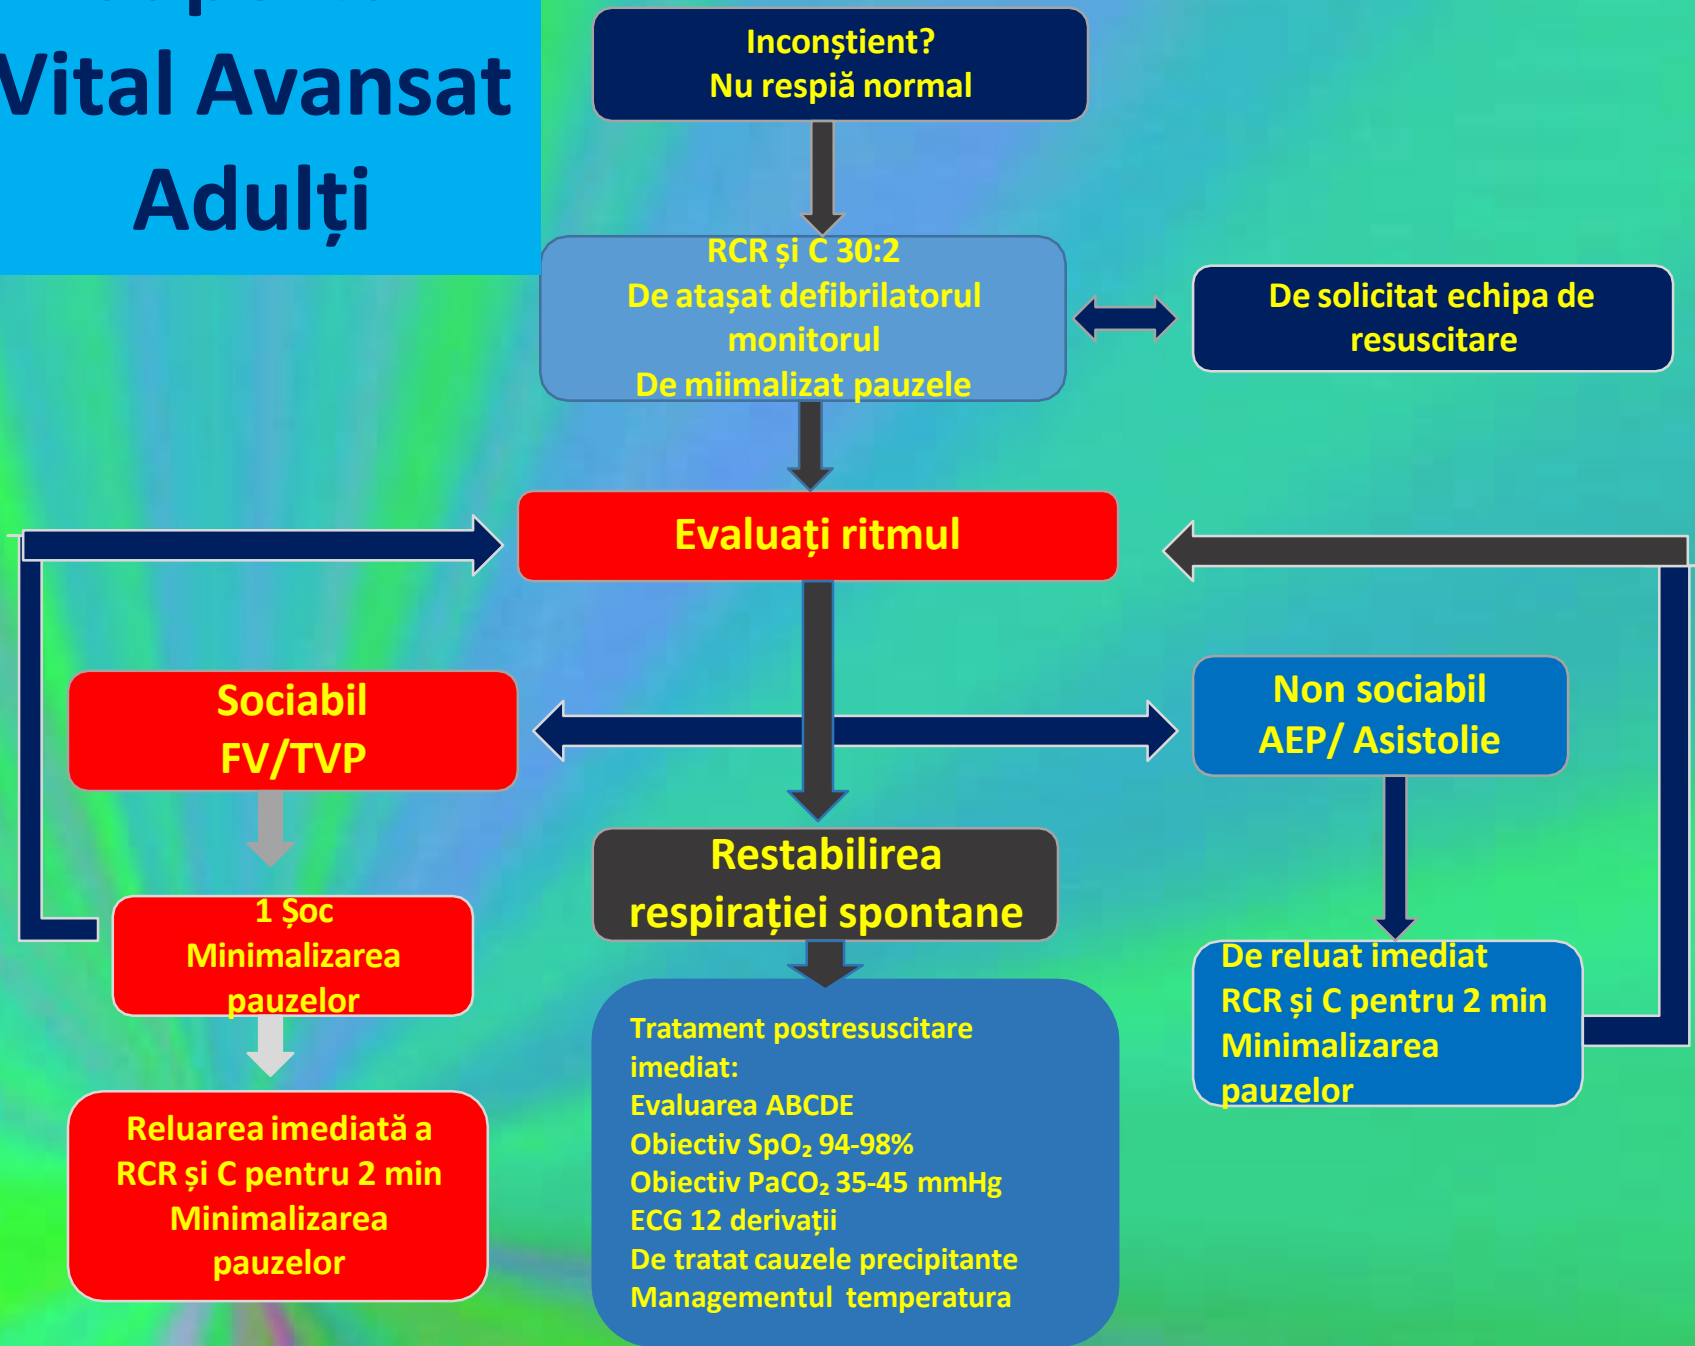 Vital Avansat
Adulți
Inconștient?
Nu respiă normal
RCR și C 30:2
De atașat defibrilatorul
monitorul
De miimalizat pauzele
De solicitat echipa de
resuscitare
Evaluați ritmul
Sociabil
FV/TVP
Non sociabil
AEP/ Asistolie
1 Șoc
Minimalizarea
pauzelor
Restabilirea
respirației spontane
De reluat imediat
RCR și C pentru 2 min
Minimalizarea
pauzelor
Reluarea imediată a
RCR și C pentru 2 min
Minimalizarea
pauzelor
Tratament postresuscitare
imediat:
Evaluarea ABCDE
Obiectiv SpO₂ 94-98%
Obiectiv PaCO₂ 35-45 mmHg
ECG 12 derivații
De tratat cauzele precipitante
Managementul temperatura